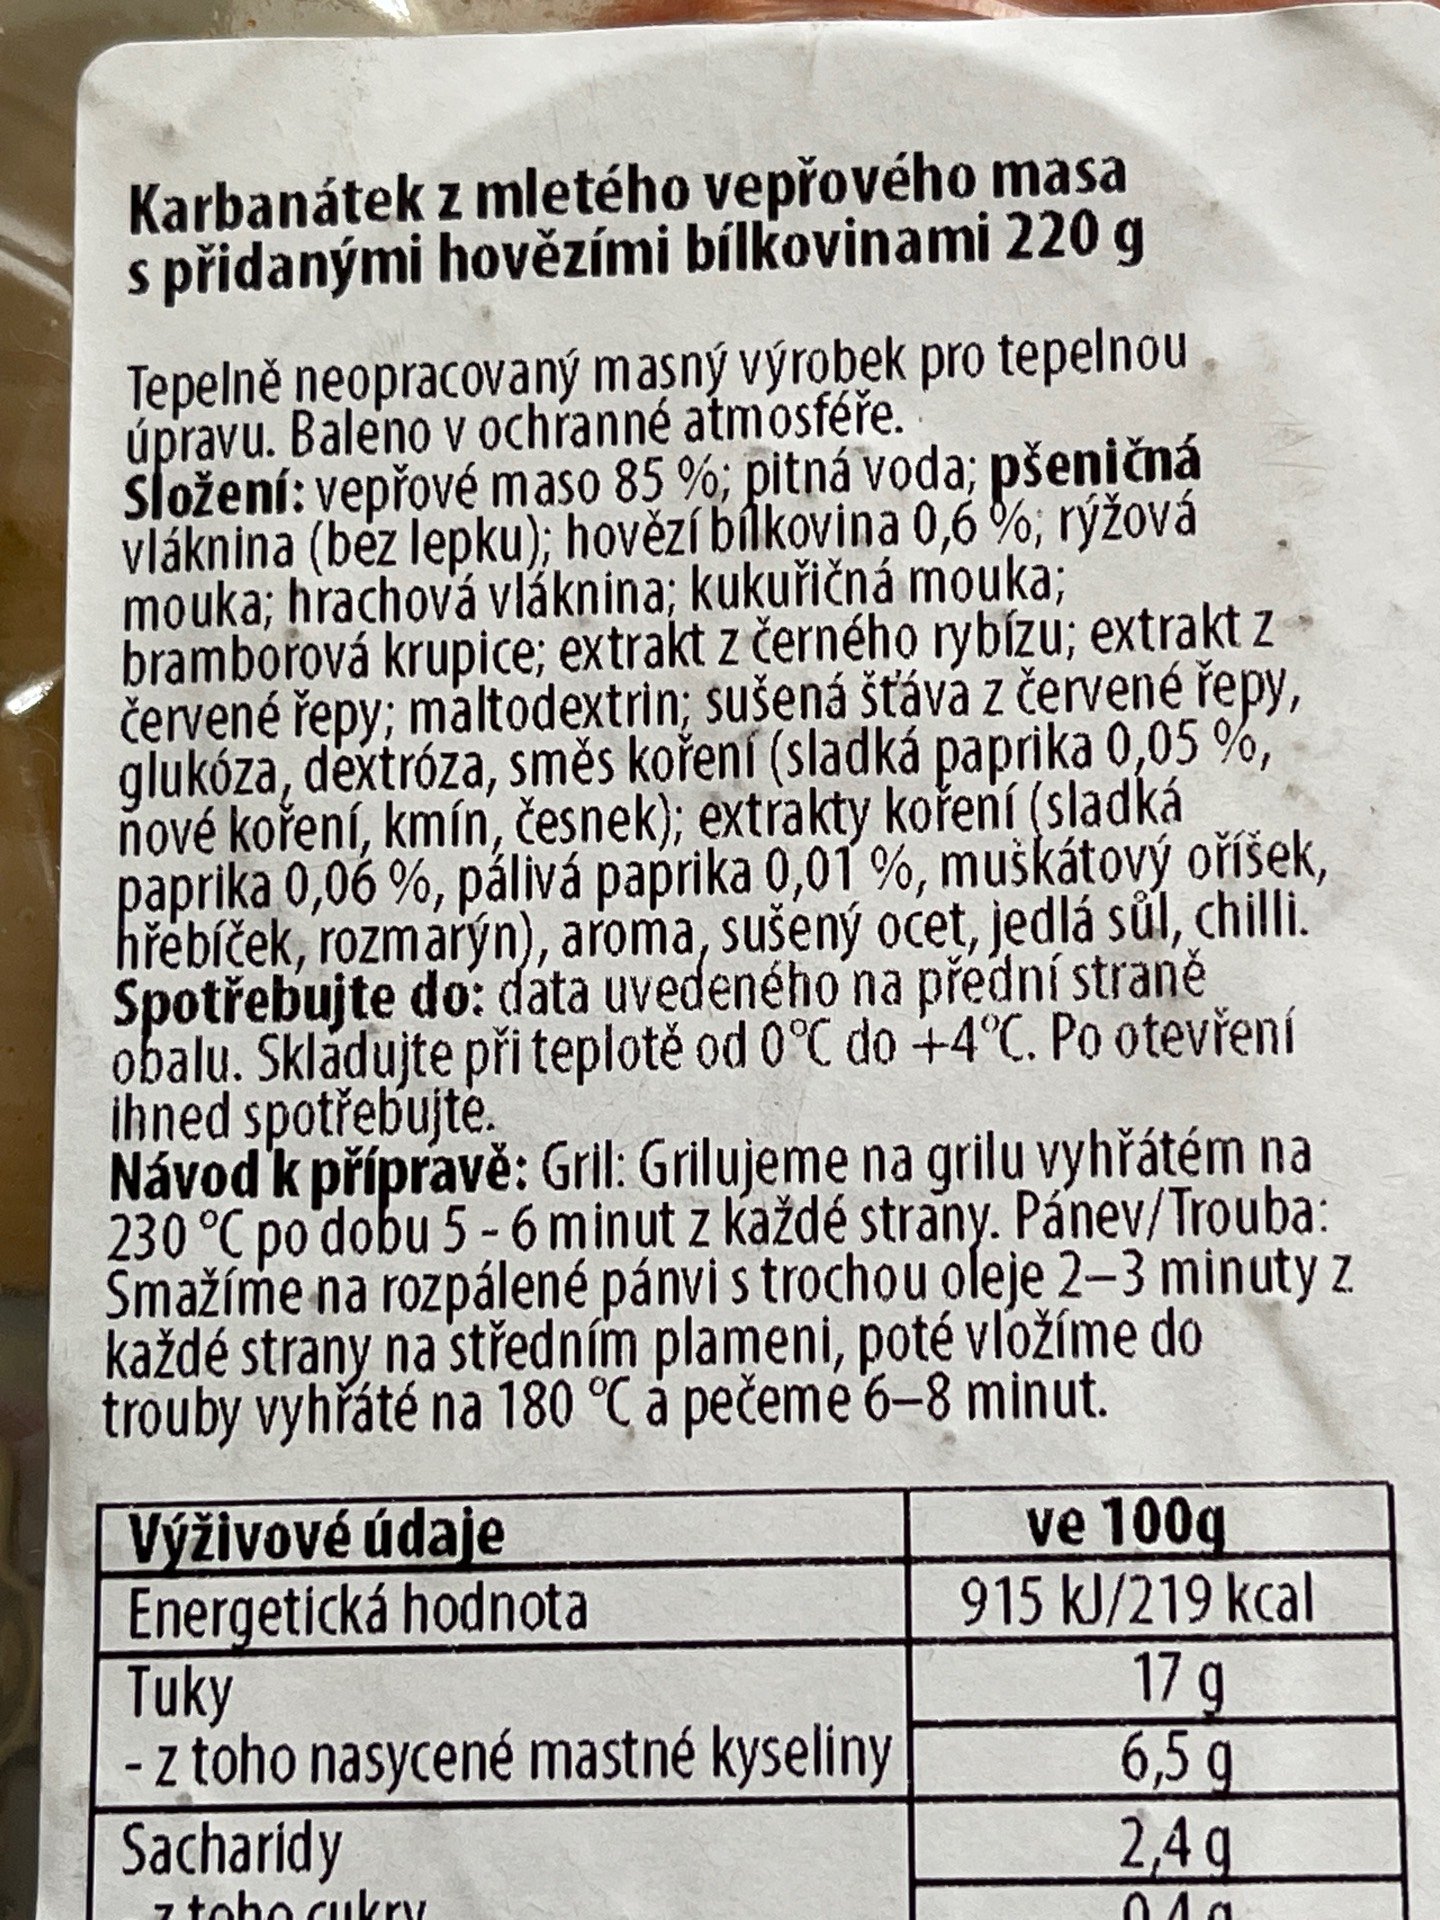 Karbanátek z mletého vepřového masa
s přidanými hovězími bílkovinami 220 g
Tepelně neopracovaný masný výrobek pro tepelnou
úpravu. Baleno v ochranné atmosféře.
Složení: vepřové maso 85 %; pitná voda; pšeničná
vláknina (bez lepku); hovězí bílkovina 0,6 %; rýžová
mouka; hrachová vláknina; kukuřičná mouka;
bramborová krupice; extrakt z černého rybízu; extrakt z
červené řepy; maltodextrin; sušená šťáva z červené řepy,
glukóza, dextróza, směs koření (sladká paprika 0,05 %,
nové koření, kmín, česnek); extrakty koření (sladká
paprika 0,06 %, pálivá paprika 0,01 %, muškátový oříšek,
hřebíček, rozmarýn), aroma, sušený ocet, jedlá sůl, chilli.
Spotřebujte do: data uvedeného na přední straně
obalu. Skladujte při teplotě od 0°C do +4°C. Po otevření
ihned spotřebujte.
Návod k přípravě: Gril: Grilujeme na grilu vyhřátém na
230 °C po dobu 5 - 6 minut z každé strany. Pánev/Trouba:
Smažíme na rozpálené pánvi s trochou oleje 2–3 minuty z
každé strany na středním plameni, poté vložíme do
trouby vyhřáté na 180 °C a pečeme 6–8 minut.
Výživové údaje ve 100g
Energetická hodnota 915 kJ/219 kcal
Tuky 17 g
- z toho nasycené mastné kyseliny 6,5 g
Sacharidy 2,4 g
z toho cukry 0,4 g